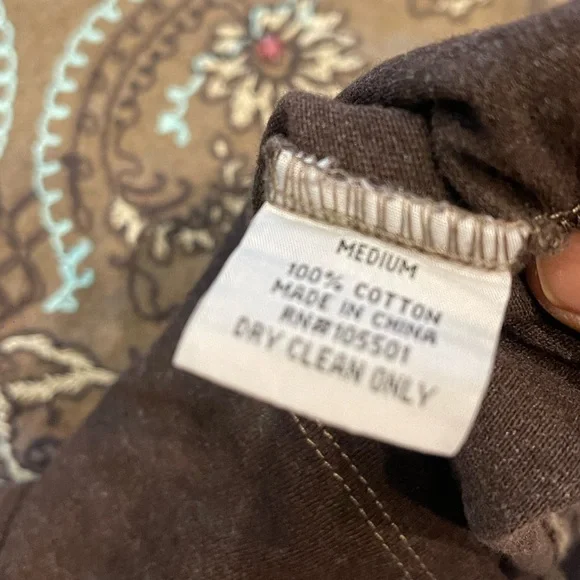 MEDIUM
100% COTTON
MADE IN CHINA
RN#105501
DRY CLEAN ONLY